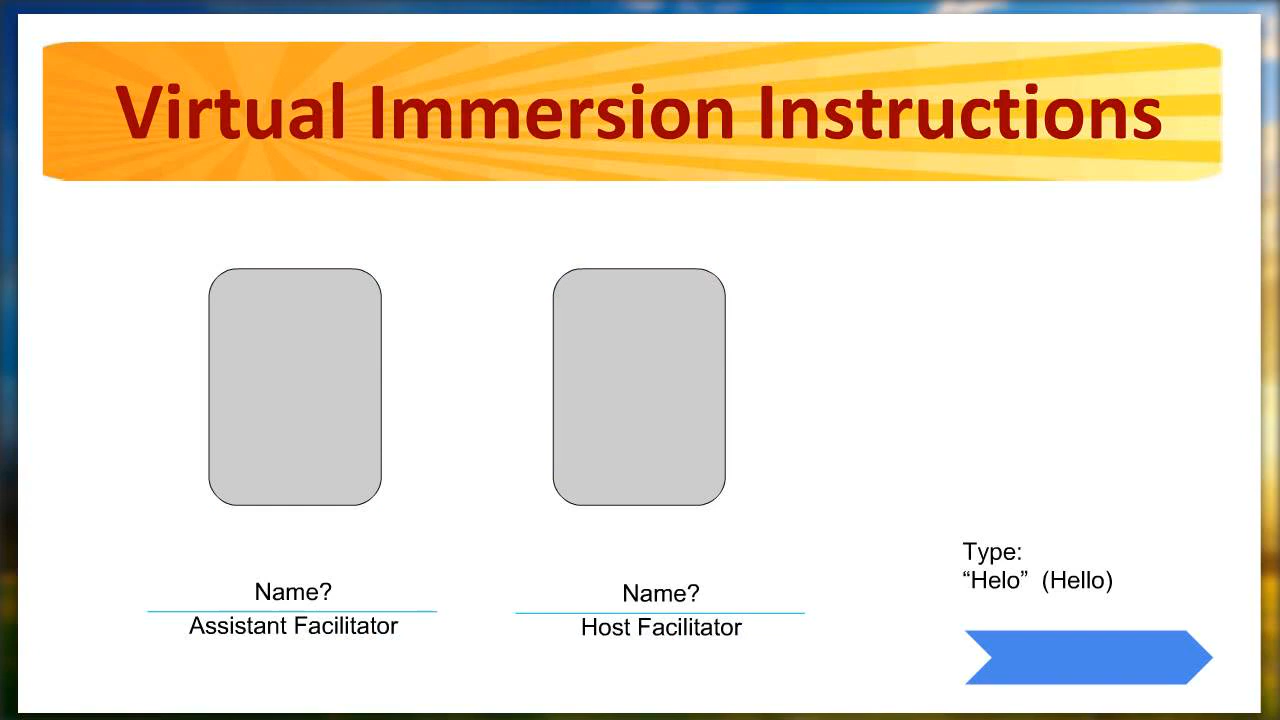 Virtual Immersion Instructions
Name?
Assistant Facilitator
Name?
Host Facilitator
Type:
“Helo”  (Hello)